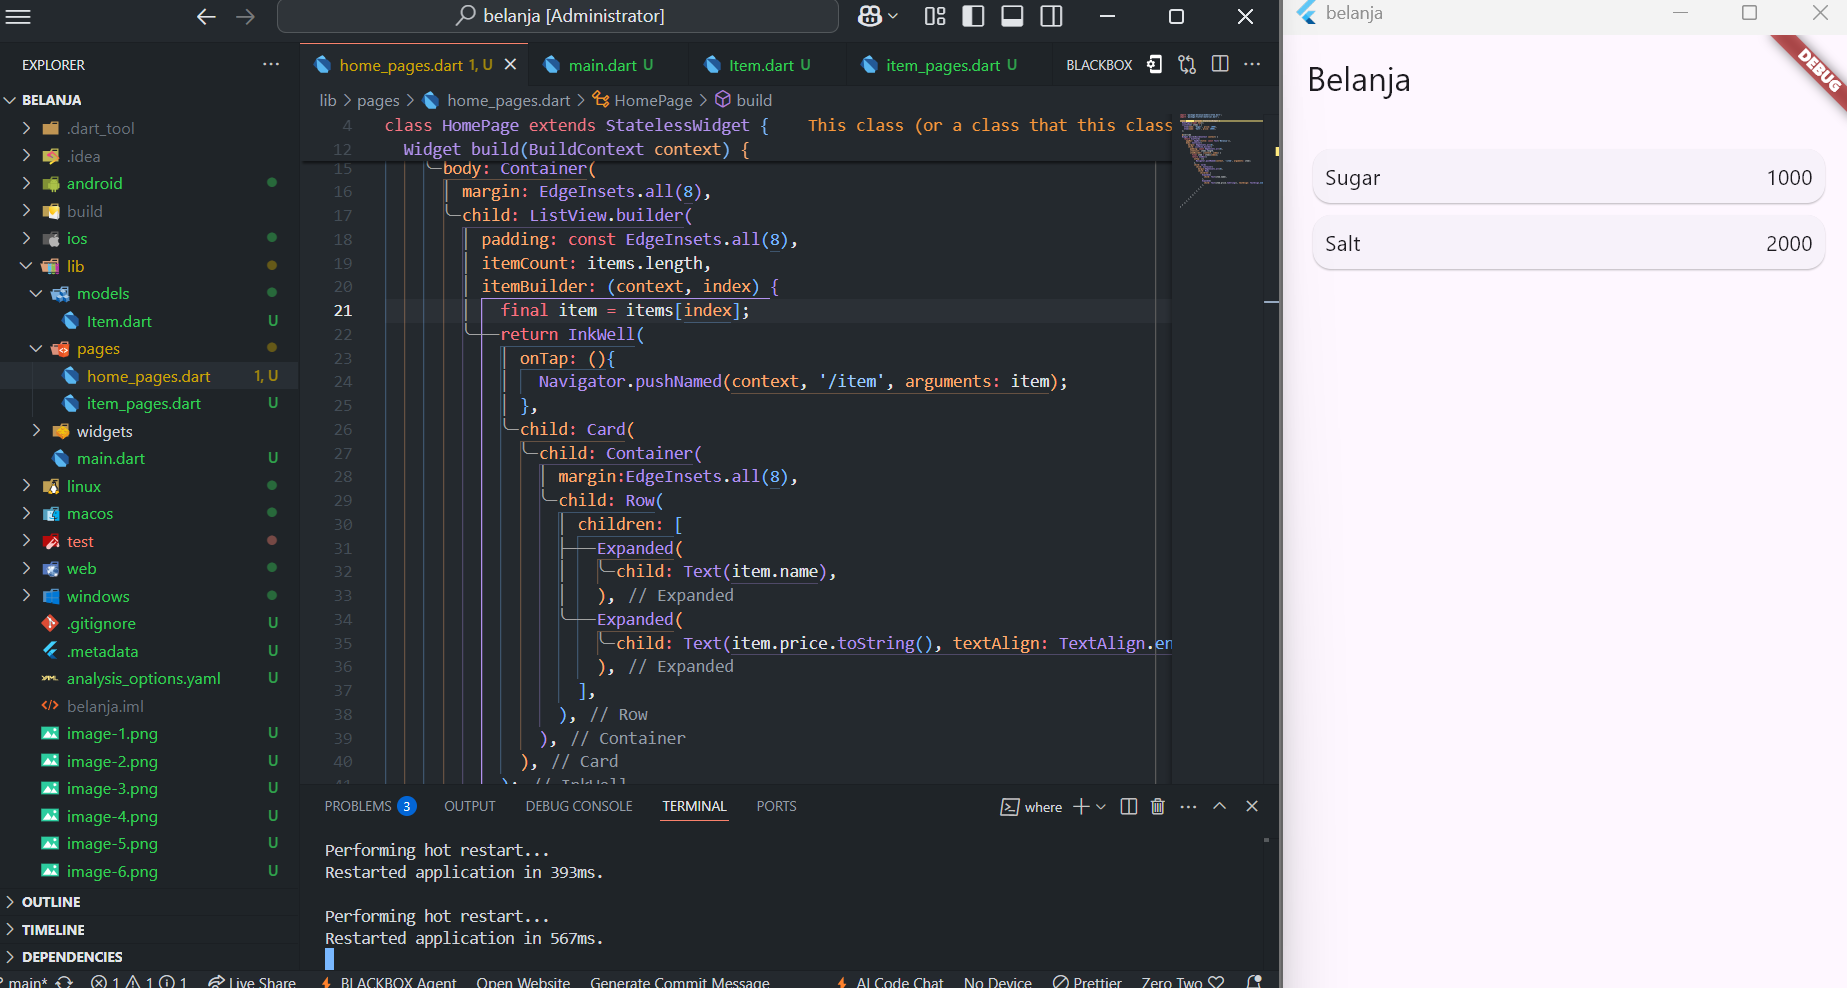 belanja [Administrator]
EXPLORER
BELANJA
.dart_tool
.idea
android
build
ios
lib
models
Item.dart U
pages
home_pages.dart 1, U
item_pages.dart U
widgets
main.dart U
linux
macos
test
web
windows
.gitignore U
.metadata U
analysis_options.yaml U
belanja.iml
image-1.png U
image-2.png U
image-3.png U
image-4.png U
image-5.png U
image-6.png U
OUTLINE
TIMELINE
DEPENDENCIES
home_pages.dart 1, U main.dart U Item.dart U item_pages.dart U BLACKBOX
lib > pages > home_pages.dart > HomePage > build
4 class HomePage extends StatelessWidget { This class (or a class that this class
12 Widget build(BuildContext context) {
15 body: Container(
16 margin: EdgeInsets.all(8),
17 child: ListView.builder(
18 padding: const EdgeInsets.all(8),
19 itemCount: items.length,
20 itemBuilder: (context, index) {
21 final item = items[index];
22 return InkWell(
23 onTap: (){
24 Navigator.pushNamed(context, '/item', arguments: item);
25 },
26 child: Card(
27 child: Container(
28 margin:EdgeInsets.all(8),
29 child: Row(
30 children: [
31 Expanded(
32 child: Text(item.name),
33 ), // Expanded
34 Expanded(
35 child: Text(item.price.toString(), textAlign: TextAlign.en
36 ), // Expanded
37 ],
38 ), // Row
39 ), // Container
40 ), // Card
41 ); // InkWell
PROBLEMS 3 OUTPUT DEBUG CONSOLE TERMINAL PORTS where
Performing hot restart...
Restarted application in 393ms.
Performing hot restart...
Restarted application in 567ms.
main* 1 1 1 Live Share BLACKBOX Agent Open Website Generate Commit Message AI Code Chat No Device Prettier Zero Two
belanja
DEBUG
Belanja
Sugar 1000
Salt 2000